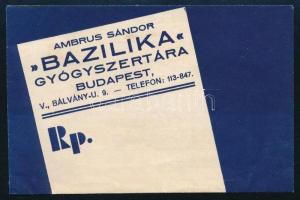 AMBRUS SÁNDOR
»BAZILIKA«
GYÓGYSZERTÁRA
BUDAPEST,
V., BÁLVÁNY-U. 9. — TELEFON: 113-847.
Rp.